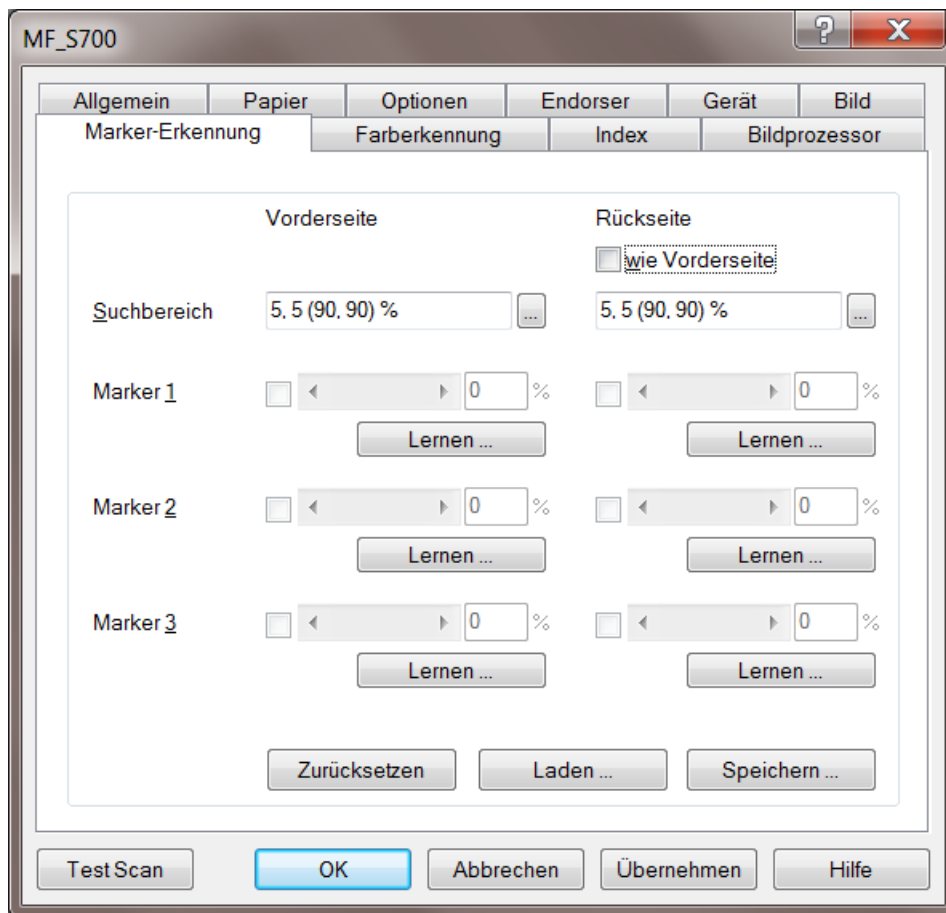 MF_S700
Allgemein Papier Optionen Endorser Gerät Bild
Marker-Erkennung Farberkennung Index Bildprozessor
Vorderseite Rückseite
wie Vorderseite
Suchbereich 5, 5 (90, 90) % ... 5, 5 (90, 90) % ...
Marker 1 0 % 0 %
Lernen ... Lernen ...
Marker 2 0 % 0 %
Lernen ... Lernen ...
Marker 3 0 % 0 %
Lernen ... Lernen ...
Zurücksetzen Laden ... Speichern ...
Test Scan OK Abbrechen Übernehmen Hilfe